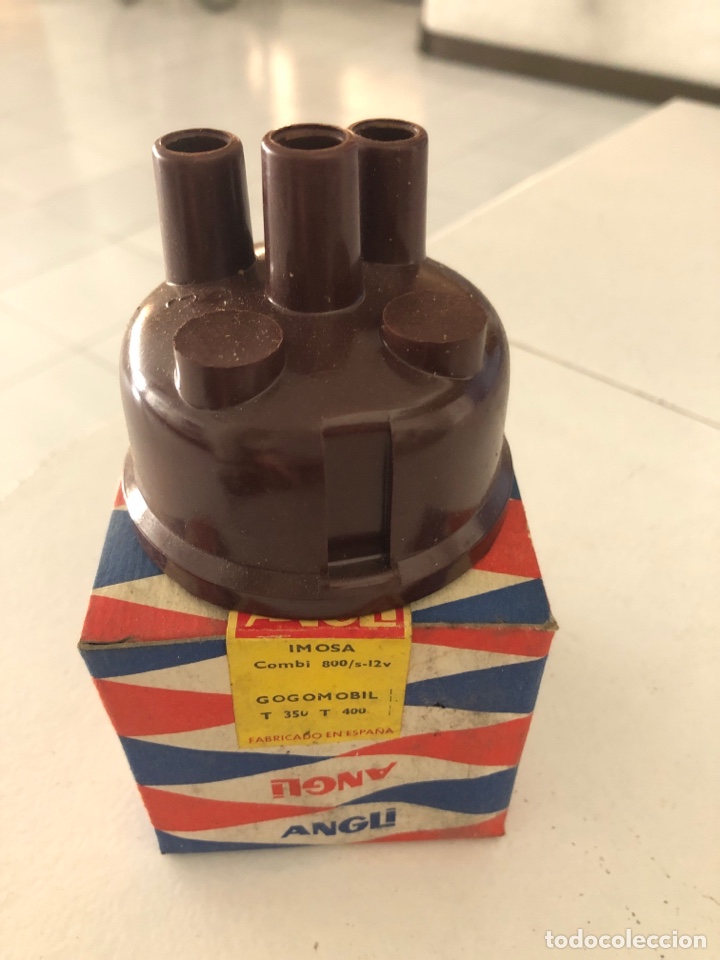 ANGLi
IMOSA
Combi 800/s-12v
GOGOMOBIL
T 350 T 400
FABRICADO EN ESPAÑA
ANGLi
ANGLi
todocoleccion